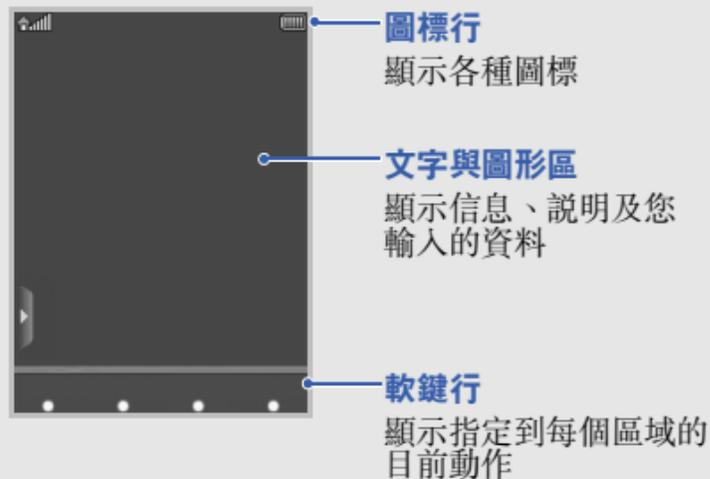 圖標行
顯示各種圖標
文字與圖形區
顯示信息、說明及您
輸入的資料
軟鍵行
顯示指定到每個區域的
目前動作